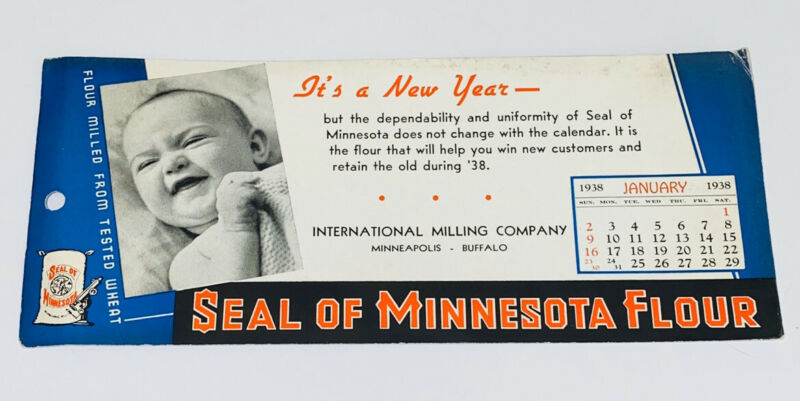 FLOUR MILLED FROM TESTED WHEAT
It's a New Year—
but the dependability and uniformity of Seal of
Minnesota does not change with the calendar. It is
the flour that will help you win new customers and
retain the old during '38.
INTERNATIONAL MILLING COMPANY
MINNEAPOLIS - BUFFALO
1938 JANUARY 1938
SUN. MON. TUE. WED THU. FRI. SAT.
1
2 3 4 5 6 7 8
9 10 11 12 13 14 15
16 17 18 19 20 21 22
23 30 24 31 25 26 27 28 29
SEAL OF
MINNESOTA
SEAL OF MINNESOTA FLOUR